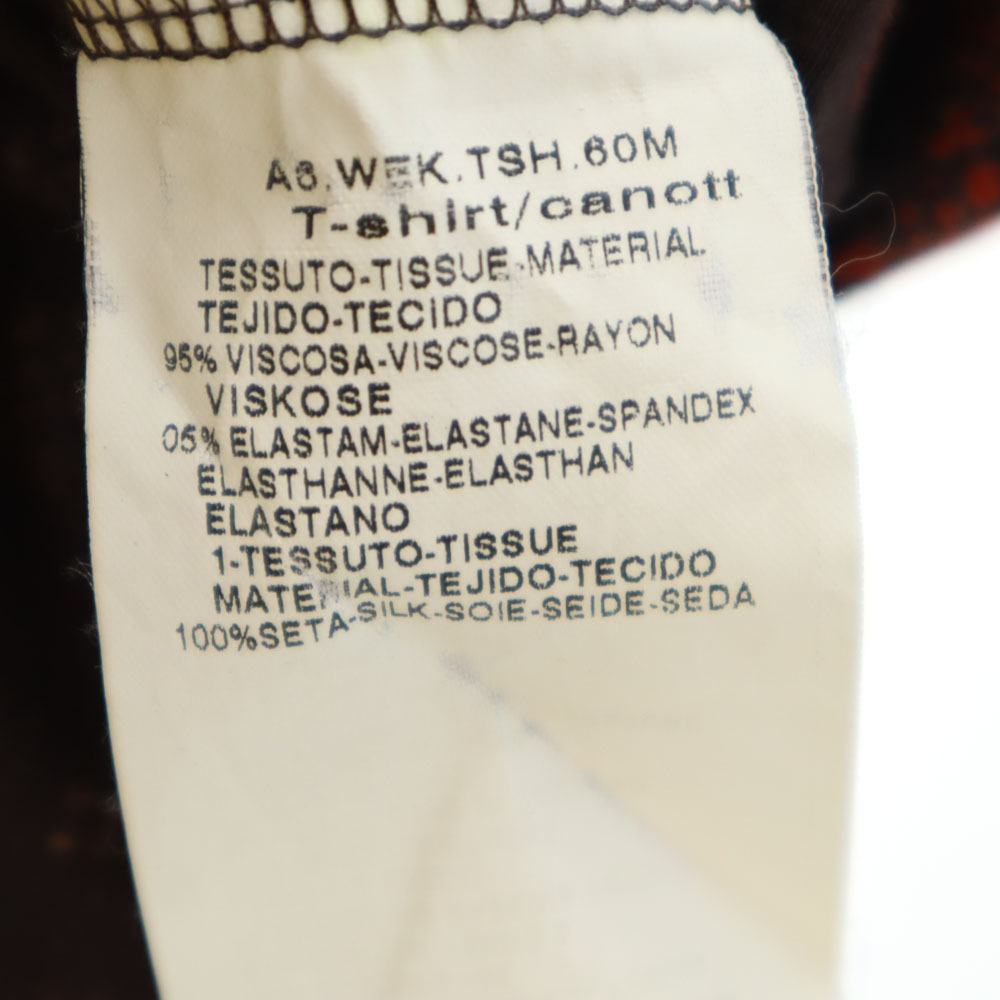 A6.WEK.TSH.60M
T-shirt/canott
TESSUTO-TISSUE-MATERIAL
TEJIDO-TECIDO
95% VISCOSA-VISCOSE-RAYON
VISKOSE
05% ELASTAM-ELASTANE-SPANDEX
ELASTHANNE-ELASTHAN
ELASTANO
1-TESSUTO-TISSUE
MATERIAL-TEJIDO-TECIDO
100%SETA-SILK-SOIE-SEIDE-SEDA